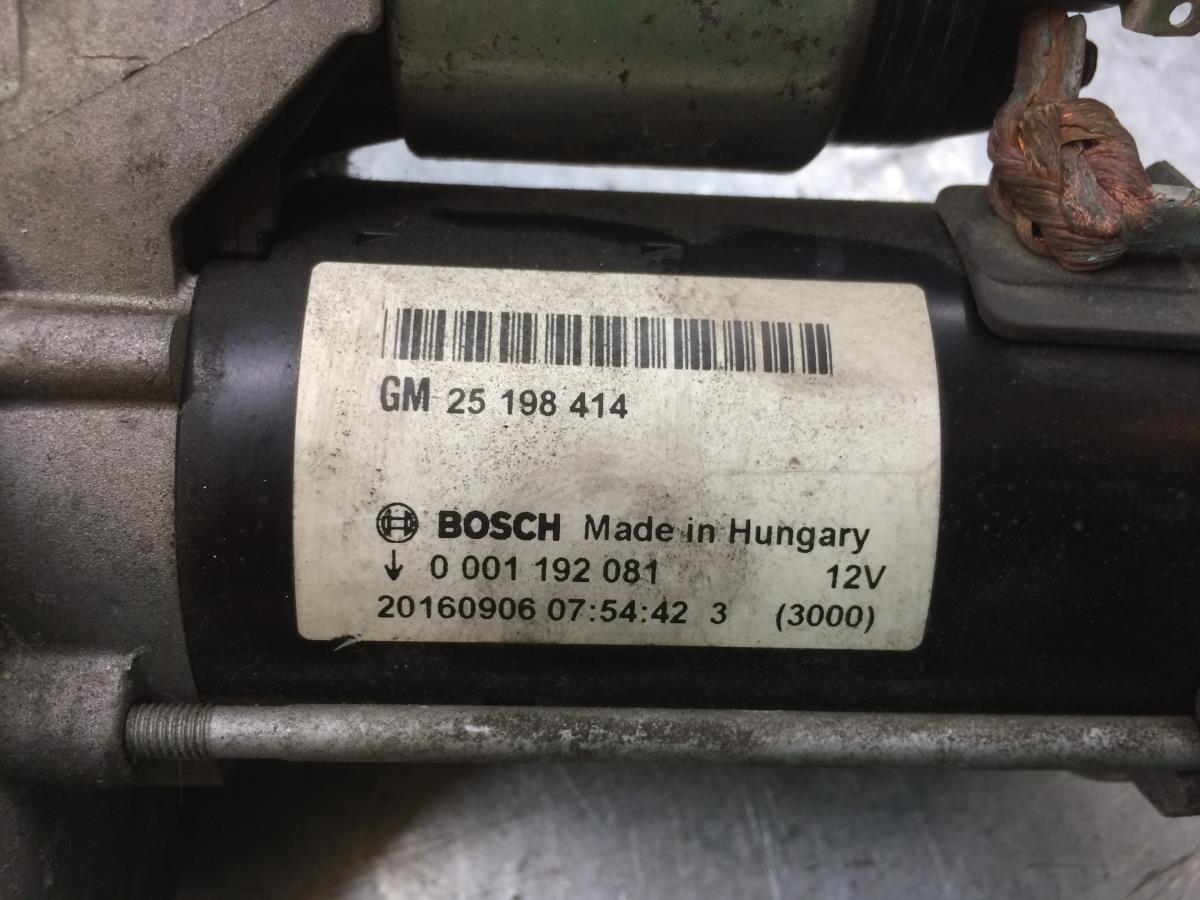 GM 25 198 414
BOSCH Made in Hungary
↓ 0 001 192 081 12V
20160906 07:54:42 3 (3000)